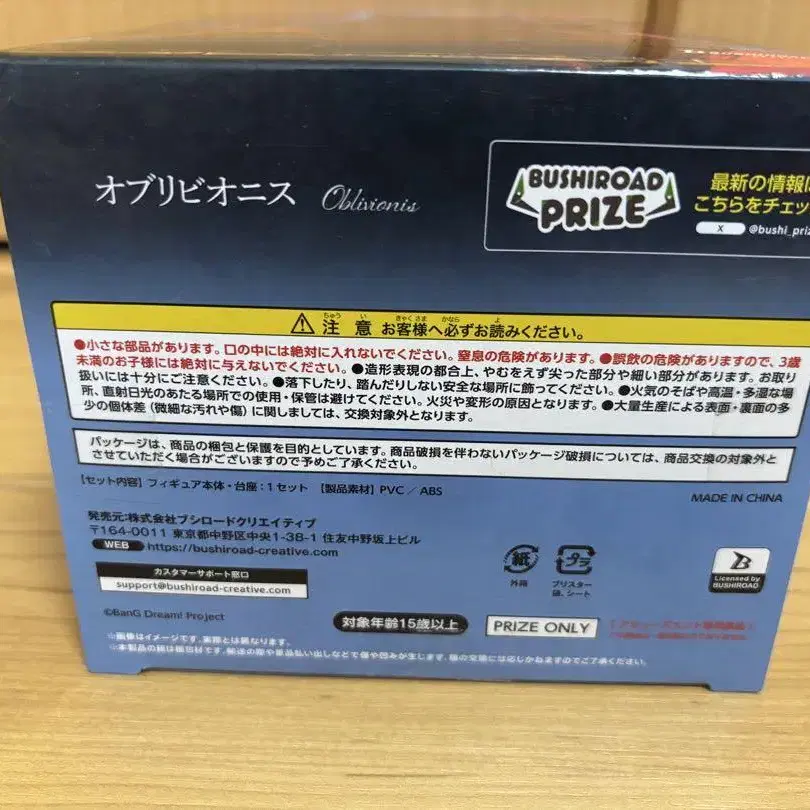 オブリビオニス Oblivionis
BUSHIROAD
PRIZE
最新の情報は
こちらをチェッ
X @bushi_priz
⚠注意 お客様へ必ずお読みください。
●小さな部品があります。口の中には絶対に入れないでください。窒息の危険があります。●誤飲の危険がありますので、3歳
未満のお子様には絶対に与えないでください。●造形表現の都合上、やむをえず尖った部分や細い部分があります。お取り
扱いには十分にご注意ください。●落下したり、踏んだりしない安全な場所に飾ってください。●火気のそばや高温・多湿な場
所、直射日光のあたる場所での使用・保管は避けてください。火災や変形の原因となります。●大量生産による表面・裏面の多
少の個体差（微細な汚れや傷）に関しましては、交換対象外となります。
パッケージは、商品の梱包と保護を目的としています。商品破損を伴わないパッケージ破損については、商品交換の対象外と
させていただく場合がございますので予めご了承ください。
【セット内容】フィギュア本体・台座：1セット 【製品素材】PVC／ABS
MADE IN CHINA
発売元：株式会社ブシロードクリエイティブ
〒164-0011 東京都中野区中央1-38-1 住友中野坂上ビル
WEB https://bushiroad-creative.com
カスタマーサポート窓口
support@bushiroad-creative.com
紙
外箱
プラ
ブリスター
袋、シート
Licensed by
BUSHIROAD
©BanG Dream! Project
対象年齢15歳以上
PRIZE ONLY
※画像はイメージです。実際とは異なります。